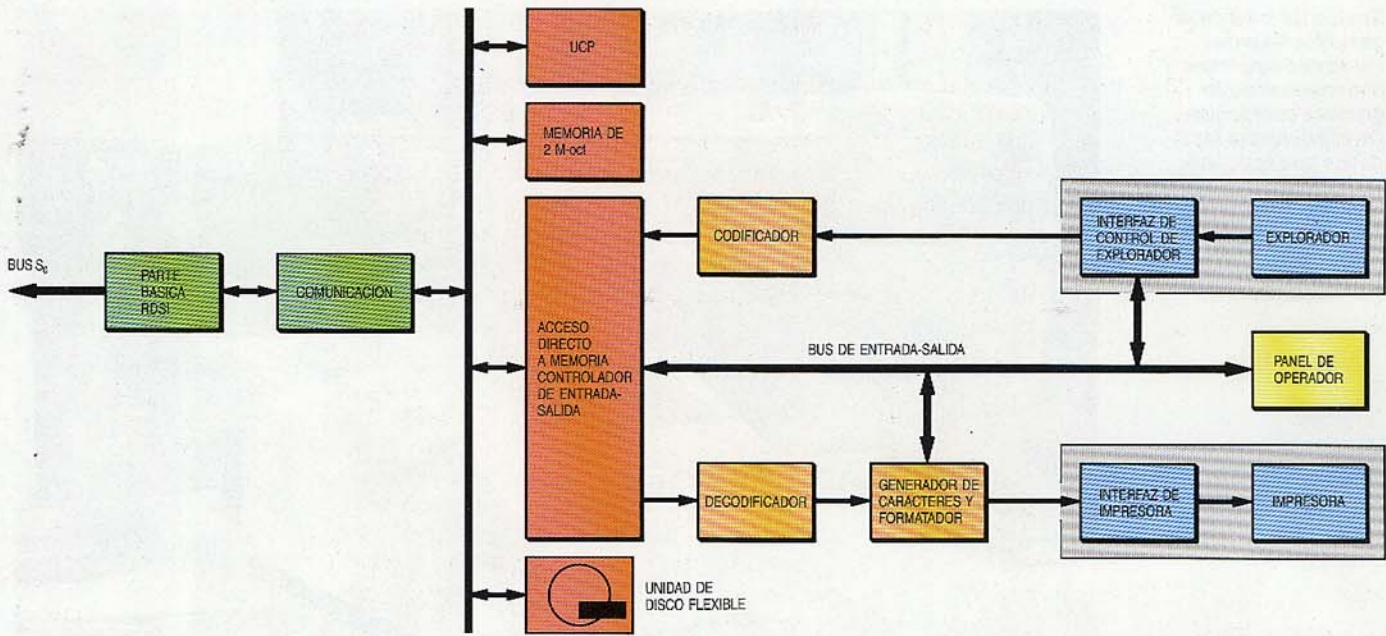 UCP
MEMORIA DE
2 M-oct
CODIFICADOR
INTERFAZ DE
CONTROL DE
EXPLORADOR
EXPLORADOR
BUS S₀
PARTE
BASICA
RDSI
COMUNICACION
ACCESO
DIRECTO
A MEMORIA
CONTROLADOR
DE ENTRADA-
SALIDA
BUS DE ENTRADA-SALIDA
PANEL DE
OPERADOR
DECODIFICADOR
GENERADOR DE
CARACTERES Y
FORMATADOR
INTERFAZ DE
IMPRESORA
IMPRESORA
UNIDAD DE
DISCO FLEXIBLE